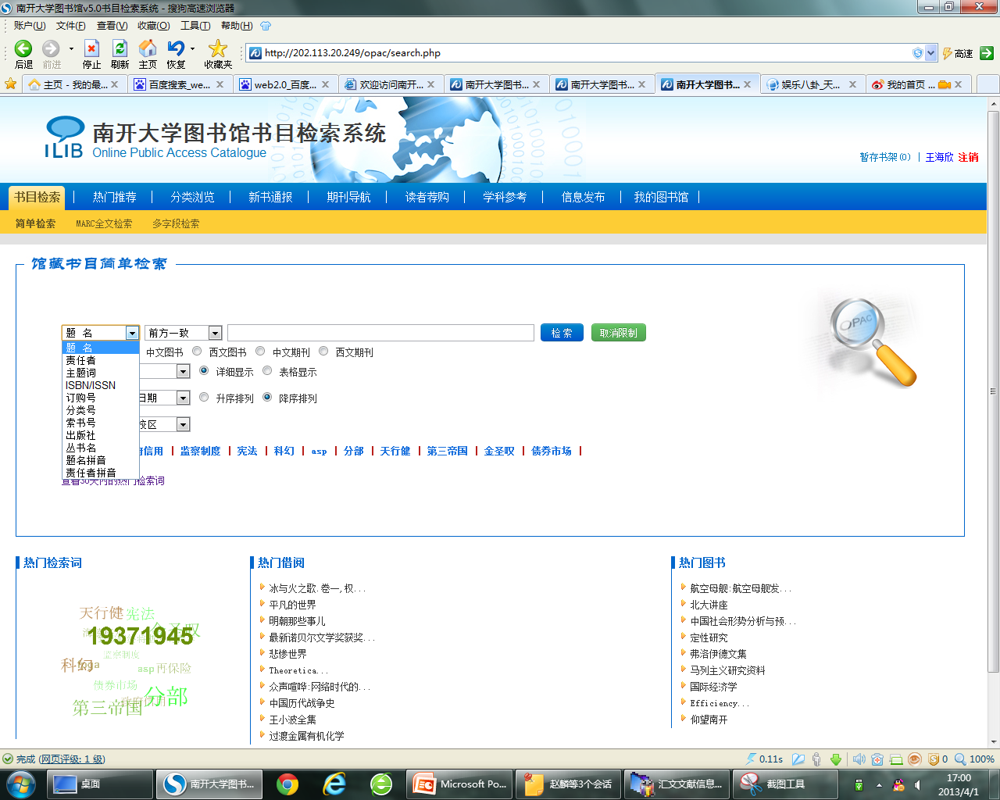 南开大学图书馆v5.0书目检索系统 - 搜狗高速浏览器
账户(U) 文件(F) 查看(V) 收藏(O) 工具(T) 帮助(H)
后退 前进 停止 刷新 主页 恢复 收藏夹 http://202.113.20.249/opac/search.php 高速
主页 - 我的最... 百度搜索_we... web2.0_百度... 欢迎访问南开... 南开大学图书... 南开大学图书... 南开大学图书... 娱乐八卦_天... 我的首页 ...
ILIB 南开大学图书馆书目检索系统
Online Public Access Catalogue
暂存书架(0) | 王海欣 注销
书目检索 热门推荐 分类浏览 新书通报 期刊导航 读者荐购 学科参考 信息发布 我的图书馆
简单检索 MARC全文检索 多字段检索
馆藏书目简单检索
OPAC
题 名 前方一致 检 索 取消限制
题 名
中文图书 西文图书 中文期刊 西文期刊
责任者
主题词
详细显示 表格显示
ISBN/ISSN
订购号
日期 升序排列 降序排列
分类号
索书号
校区
出版社
丛书名
信用 | 监察制度 | 宪法 | 科幻 | asp | 分部 | 天行健 | 第三帝国 | 金圣叹 | 债券市场 |
题名拼音
责任者拼音
查看30天内的热门检索词
热门检索词
天行健 宪法
19371945 金圣叹
监察制度
科幻
asp 再保险
债券市场
分部
第三帝国
热门借阅
冰与火之歌.卷一,权...
平凡的世界
明朝那些事儿
最新诺贝尔文学奖获奖...
悲惨世界
Theoretica...
众声喧哗:网络时代的...
中国历代战争史
王小波全集
过渡金属有机化学
热门图书
航空母舰:航空母舰发...
北大讲座
中国社会形势分析与预...
定性研究
弗洛伊德文集
马列主义研究资料
国际经济学
Efficiency...
仰望南开
完成 (网页评级: 1 级) 0.11s 0 100%
桌面 南开大学图书... Microsoft Po... 赵麟等3个会话 汇文文献信息... 截图工具 17:00
2013/4/1